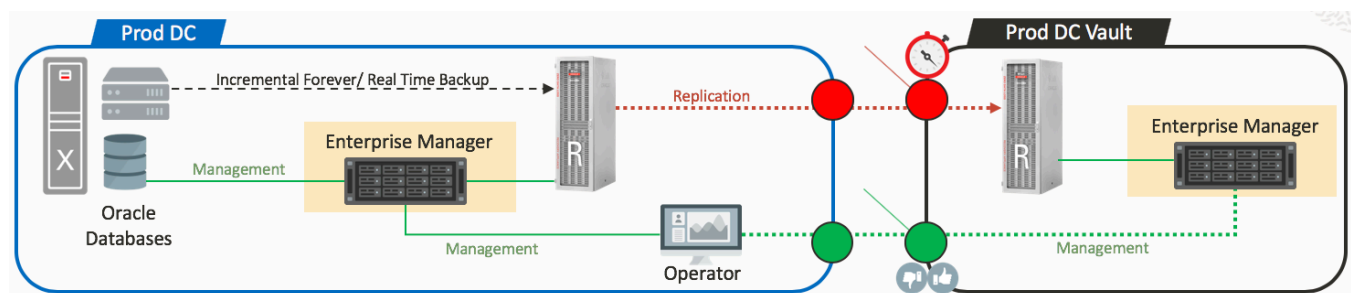 Prod DC
Prod DC Vault
Incremental Forever/ Real Time Backup
Replication
X
R
R
Enterprise Manager
Enterprise Manager
Management
Oracle
Databases
Management
Operator
Management